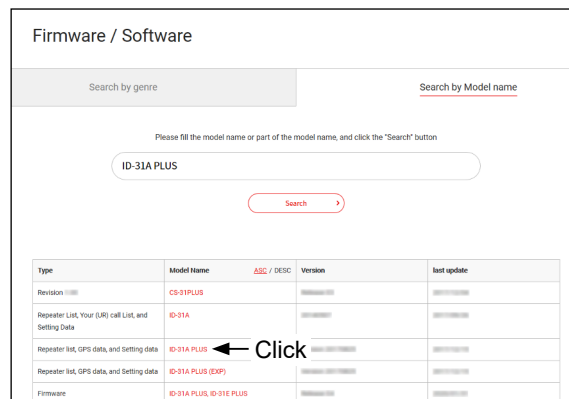 Firmware / Software
Search by genre
Search by Model name
Please fill the model name or part of the model name, and click the "Search" button
ID-31A PLUS
Search
Type Model Name ASC / DESC Version last update
Revision CS-31PLUS
Repeater List, Your (UR) call List, and ID-31A
Setting Data
Repeater list, GPS data, and Setting data ID-31A PLUS Click
Repeater list, GPS data, and Setting data ID-31A PLUS (EXP)
Firmware ID-31A PLUS, ID-31E PLUS